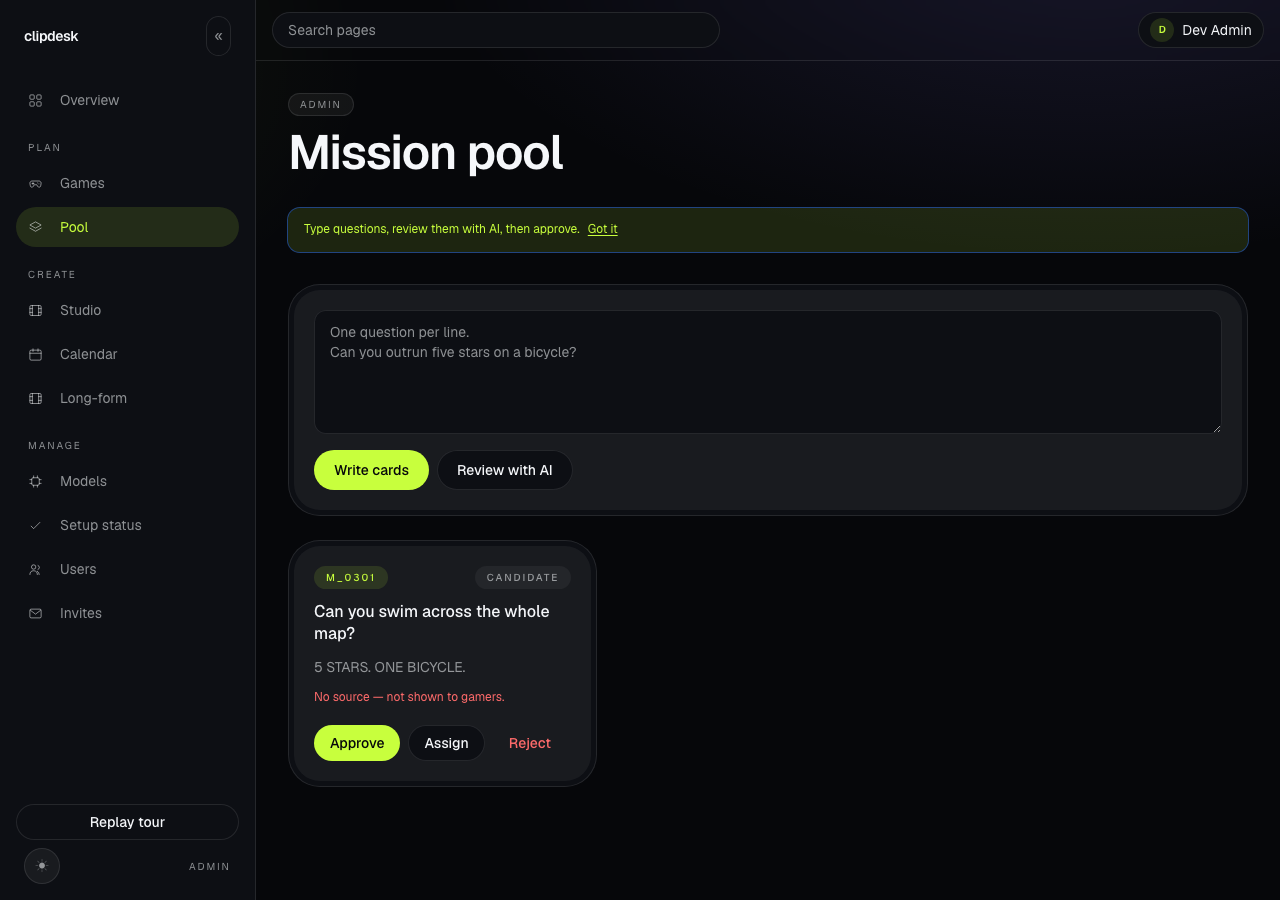 clipdesk
«
Search pages
D
Dev Admin
Overview
PLAN
Games
Pool
CREATE
Studio
Calendar
Long-form
MANAGE
Models
Setup status
Users
Invites
Replay tour
ADMIN
ADMIN
Mission pool
Type questions, review them with AI, then approve. Got it
One question per line.
Can you outrun five stars on a bicycle?
Write cards
Review with AI
M_0301
CANDIDATE
Can you swim across the whole
map?
5 STARS. ONE BICYCLE.
No source — not shown to gamers.
Approve
Assign
Reject